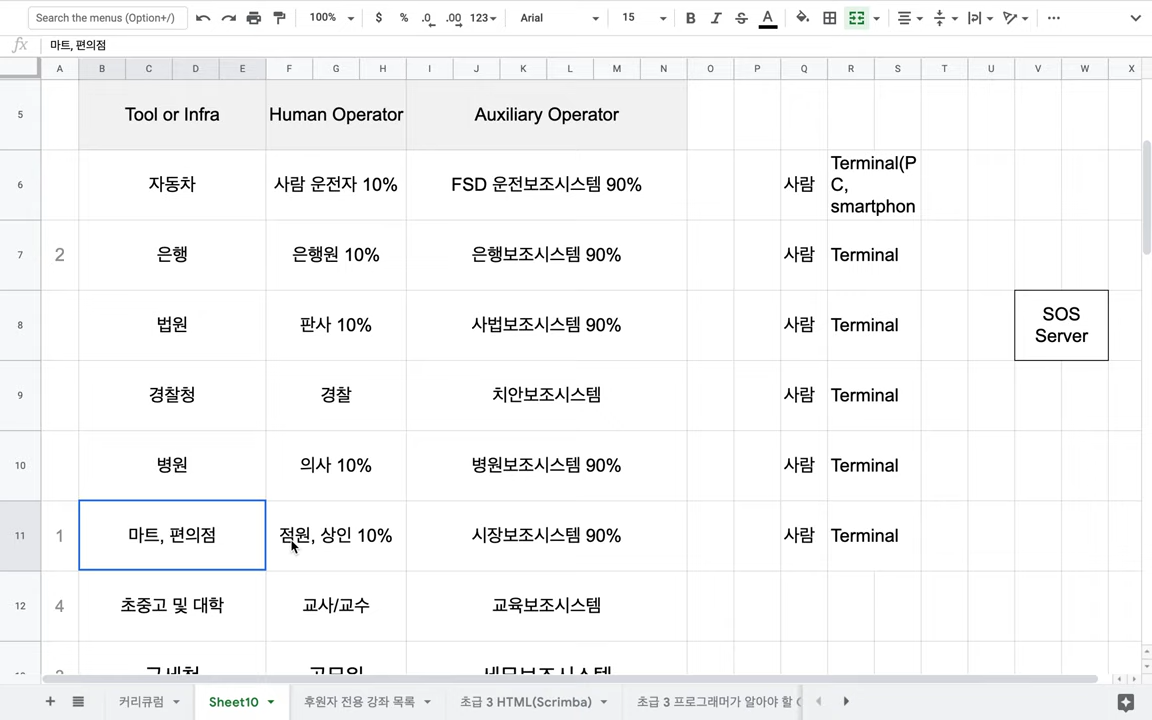 Search the menus (Option+/)
100%
$ % .0 .00 123
Arial
15
B I S A
fx 마트, 편의점
A B C D E F G H I J K L M N O P Q R S T U V W X
5 Tool or Infra Human Operator Auxiliary Operator
6 자동차 사람 운전자 10% FSD 운전보조시스템 90% 사람 Terminal(P
C,
smartphon
7 2 은행 은행원 10% 은행보조시스템 90% 사람 Terminal
8 법원 판사 10% 사법보조시스템 90% 사람 Terminal
SOS
Server
9 경찰청 경찰 치안보조시스템 사람 Terminal
10 병원 의사 10% 병원보조시스템 90% 사람 Terminal
11 1 마트, 편의점 점원, 상인 10% 시장보조시스템 90% 사람 Terminal
12 4 초중고 및 대학 교사/교수 교육보조시스템
커리큐럼 Sheet10 후원자 전용 강좌 목록 초급 3 HTML(Scrimba) 초급 3 프로그래머가 알아야 할